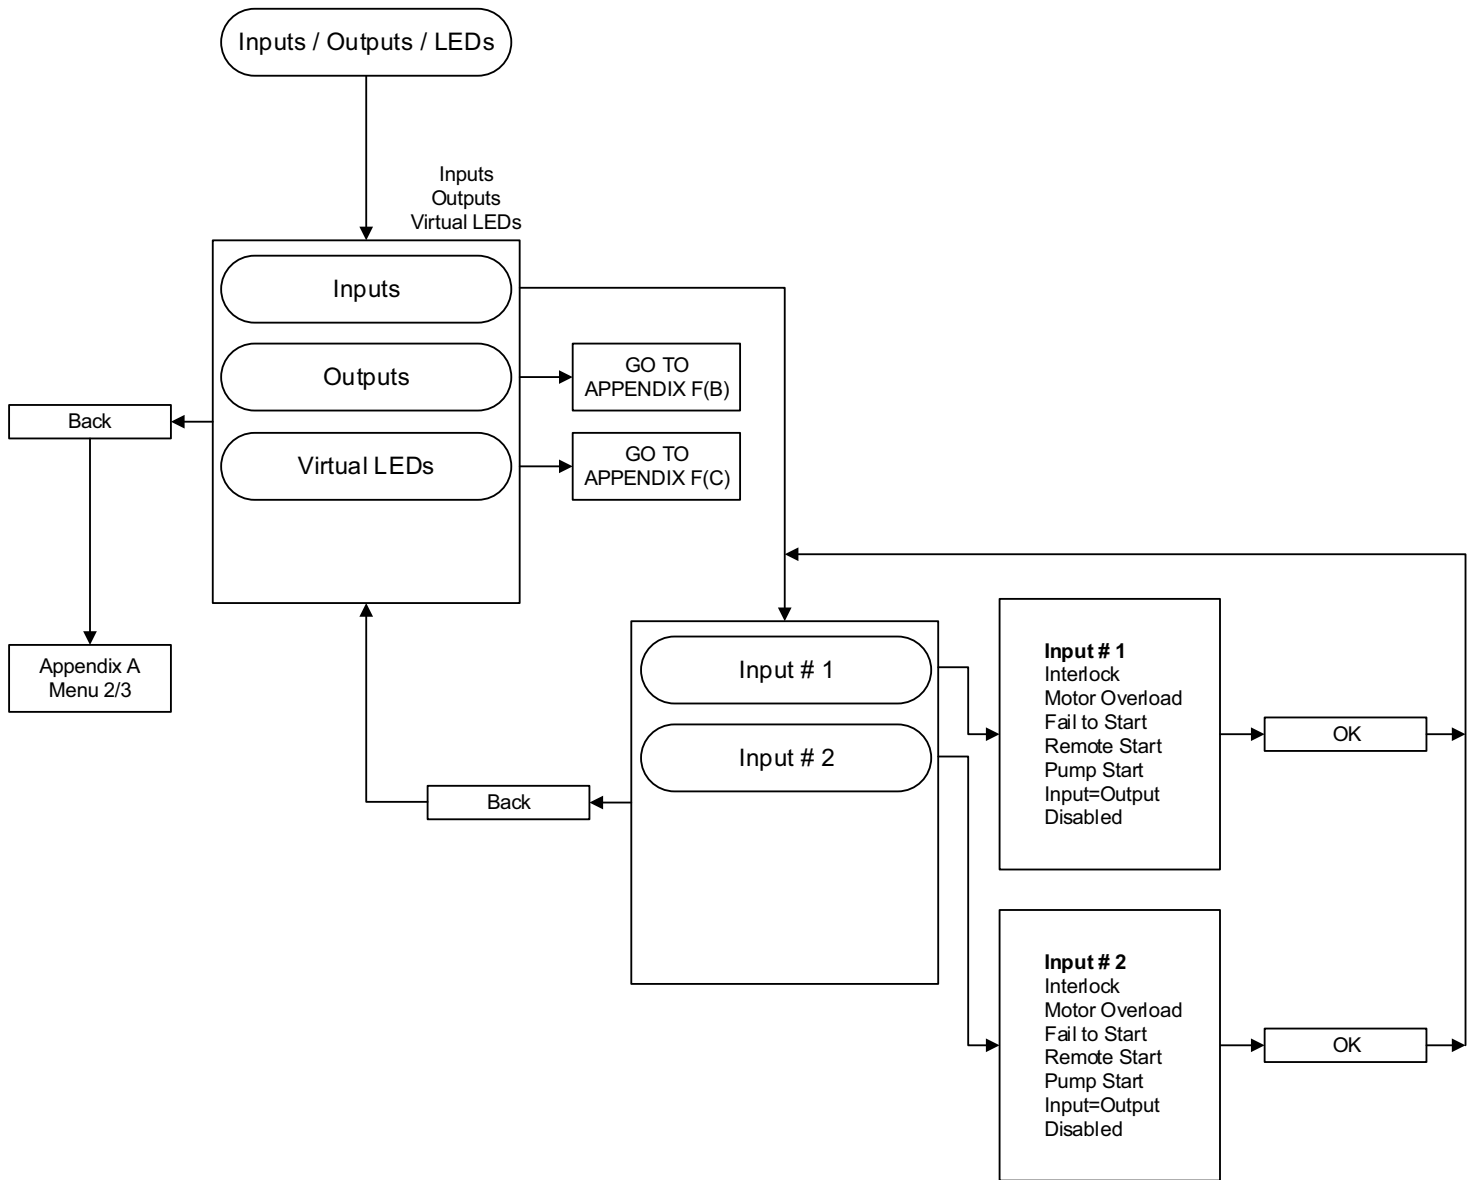 Inputs / Outputs / LEDs
Inputs
Outputs
Virtual LEDs
Inputs
Outputs
GO TO
APPENDIX F(B)
Back
Virtual LEDs
GO TO
APPENDIX F(C)
Appendix A
Menu 2/3
Input # 1
Input # 2
Back
Input # 1
Interlock
Motor Overload
Fail to Start
Remote Start
Pump Start
Input=Output
Disabled
OK
Input # 2
Interlock
Motor Overload
Fail to Start
Remote Start
Pump Start
Input=Output
Disabled
OK